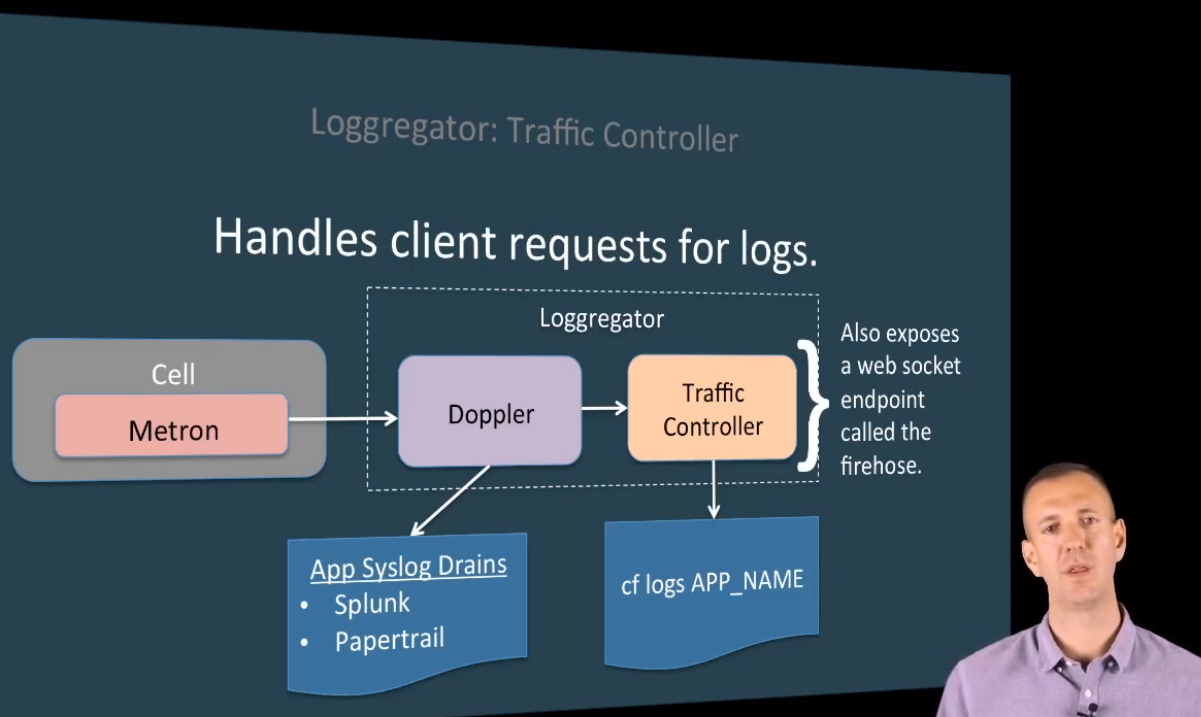 Loggregator: Traffic Controller
Handles client requests for logs.
Loggregator
Cell
Metron
Doppler
Traffic
Controller
Also exposes
a web socket
endpoint
called the
firehose.
App Syslog Drains
• Splunk
• Papertrail
cf logs APP_NAME